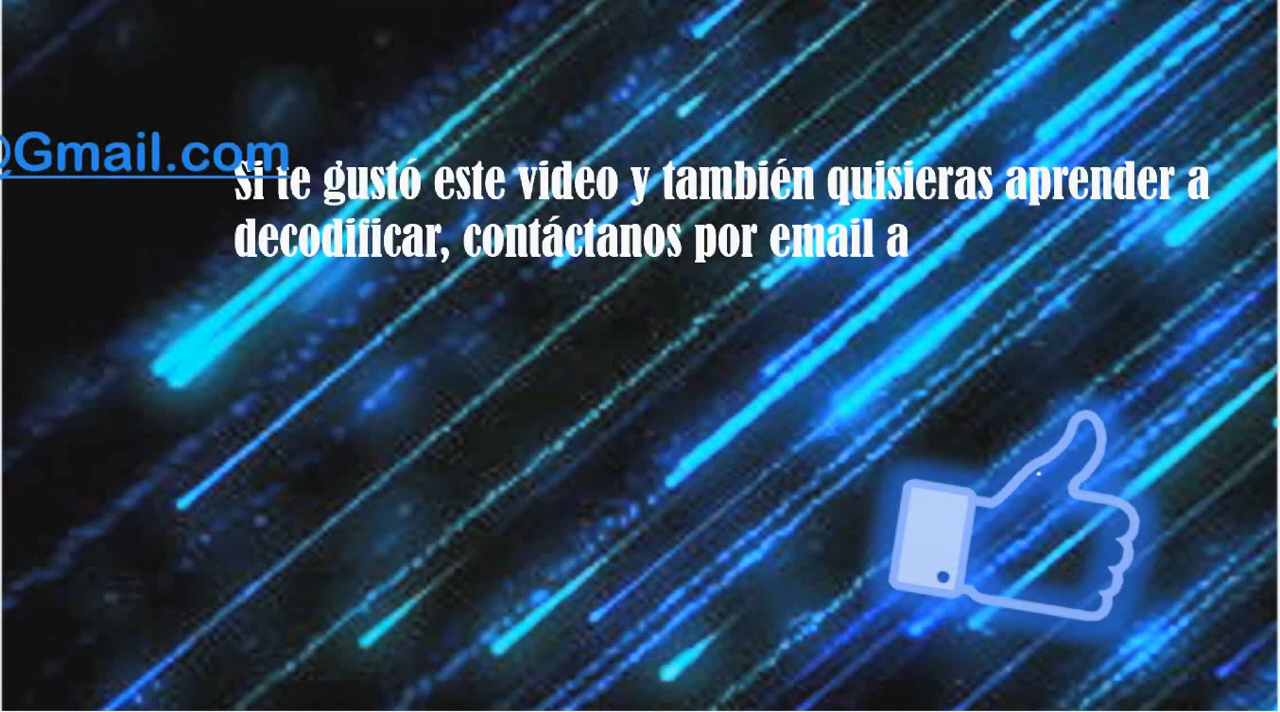 @Gmail.com
Si te gustó este video y también quisieras aprender a
decodificar, contáctanos por email a